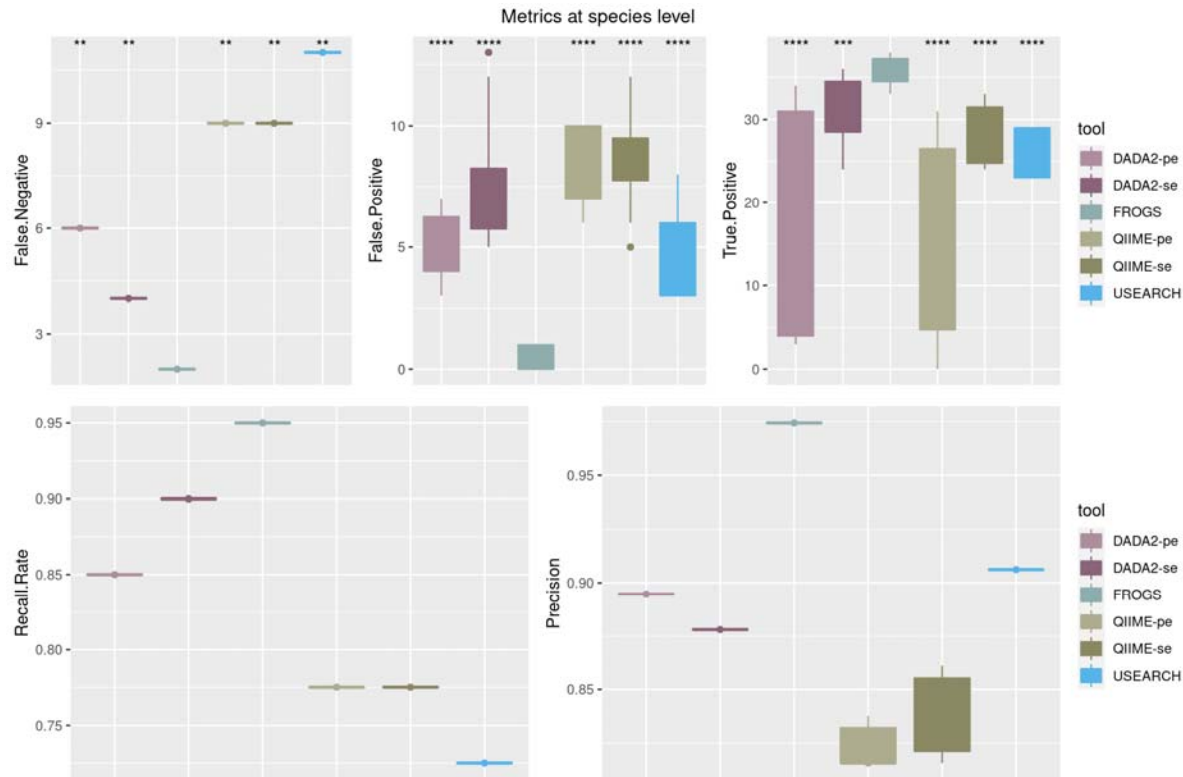 Metrics at species level
** ** ** ** **
False.Negative
9
6
3
**** **** **** **** ****
False.Positive
10
5
0
**** *** **** **** ****
True.Positive
30
20
10
0
tool
DADA2-pe
DADA2-se
FROGS
QIIME-pe
QIIME-se
USEARCH
Recall.Rate
0.95
0.90
0.85
0.80
0.75
Precision
0.95
0.90
0.85
tool
DADA2-pe
DADA2-se
FROGS
QIIME-pe
QIIME-se
USEARCH